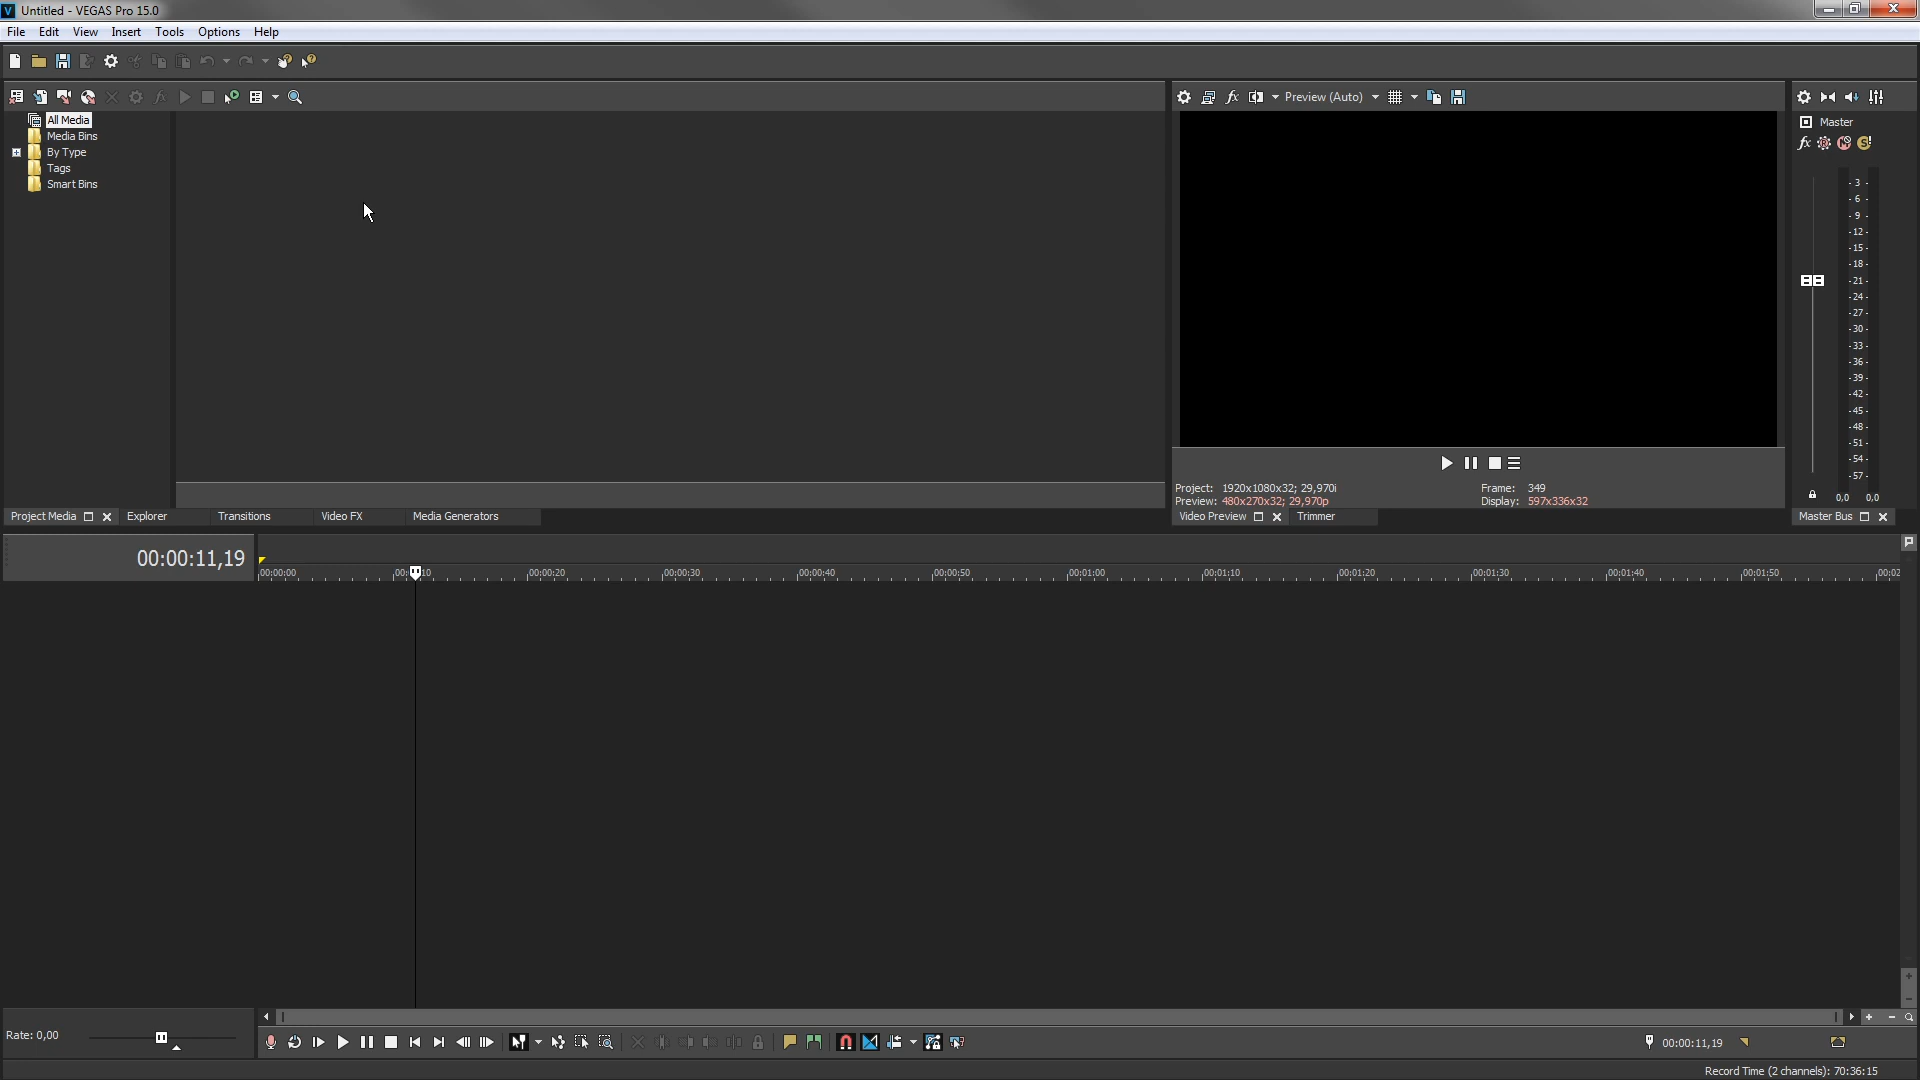 Untitled - VEGAS Pro 15.0
File Edit View Insert Tools Options Help
Preview (Auto)
All Media
Media Bins
By Type
Tags
Smart Bins
Master
-3-
-6-
-9-
-12-
-15-
-18-
-21-
-24-
-27-
-30-
-33-
-36-
-39-
-42-
-45-
-48-
-51-
-54-
-57-
0,0 0,0
Project: 1920x1080x32; 29,970i
Preview: 480x270x32; 29,970p
Frame: 349
Display: 597x336x32
Project Media Explorer Transitions Video FX Media Generators
Video Preview Trimmer
Master Bus
00:00:11,19
00:00:00 00:00:10 00:00:20 00:00:30 00:00:40 00:00:50 00:01:00 00:01:10 00:01:20 00:01:30 00:01:40 00:01:50 00:02
Rate: 0,00
00:00:11,19
Record Time (2 channels): 70:36:15